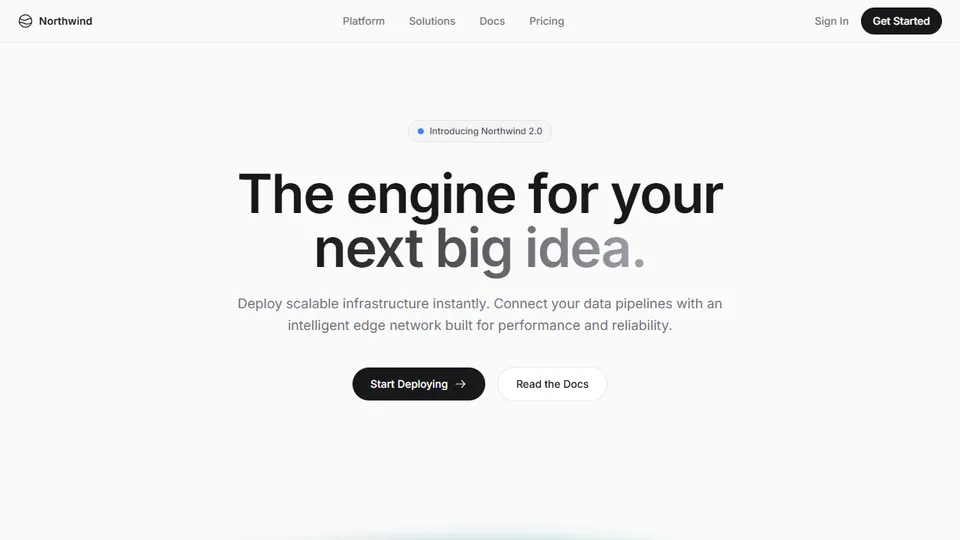 Northwind
Platform
Solutions
Docs
Pricing
Sign In
Get Started
Introducing Northwind 2.0
The engine for your
next big idea.
Deploy scalable infrastructure instantly. Connect your data pipelines with an
intelligent edge network built for performance and reliability.
Start Deploying
Read the Docs